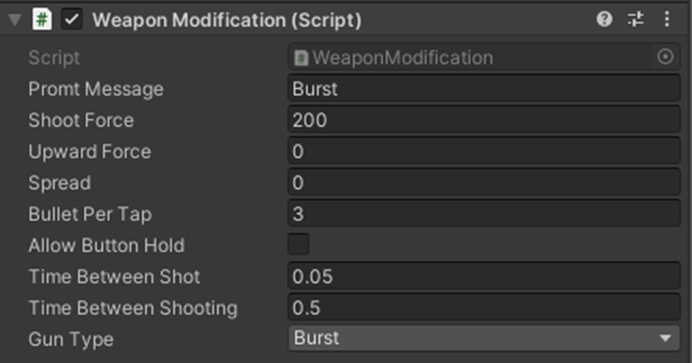 Weapon Modification (Script)
Script WeaponModification
Promt Message Burst
Shoot Force 200
Upward Force 0
Spread 0
Bullet Per Tap 3
Allow Button Hold
Time Between Shot 0.05
Time Between Shooting 0.5
Gun Type Burst